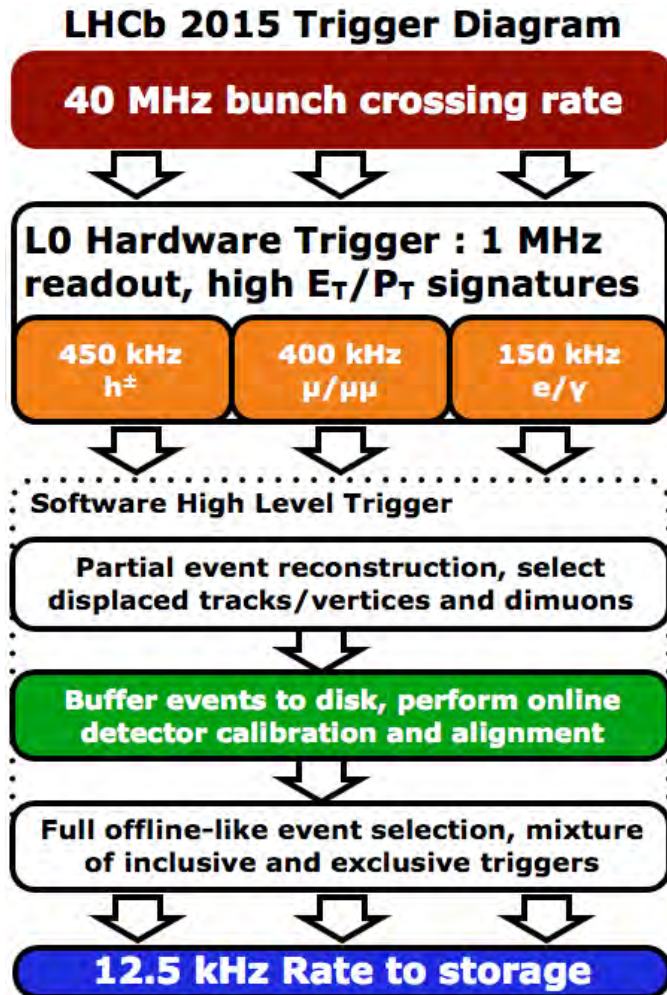 LHCb 2015 Trigger Diagram
40 MHz bunch crossing rate
L0 Hardware Trigger : 1 MHz
readout, high E_T/P_T signatures
450 kHz
h±
400 kHz
μ/μμ
150 kHz
e/γ
Software High Level Trigger
Partial event reconstruction, select
displaced tracks/vertices and dimuons
Buffer events to disk, perform online
detector calibration and alignment
Full offline-like event selection, mixture
of inclusive and exclusive triggers
12.5 kHz Rate to storage